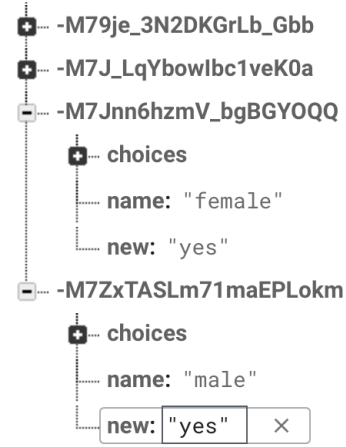 -M79je_3N2DKGrLb_Gbb
-M7J_LqYbowIbc1veK0a
-M7Jnn6hzmV_bgBGYOQQ
choices
name: "female"
new: "yes"
-M7ZxTASLm71maEPLokm
choices
name: "male"
new: "yes" ×